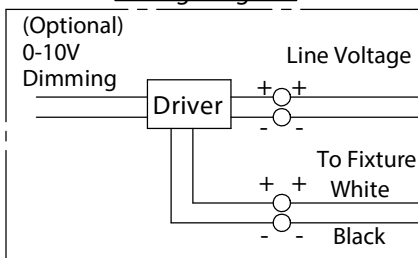 (Optional)
0-10V
Dimming
Line Voltage
Driver
+ +
- -
To Fixture
+ + White
- - Black